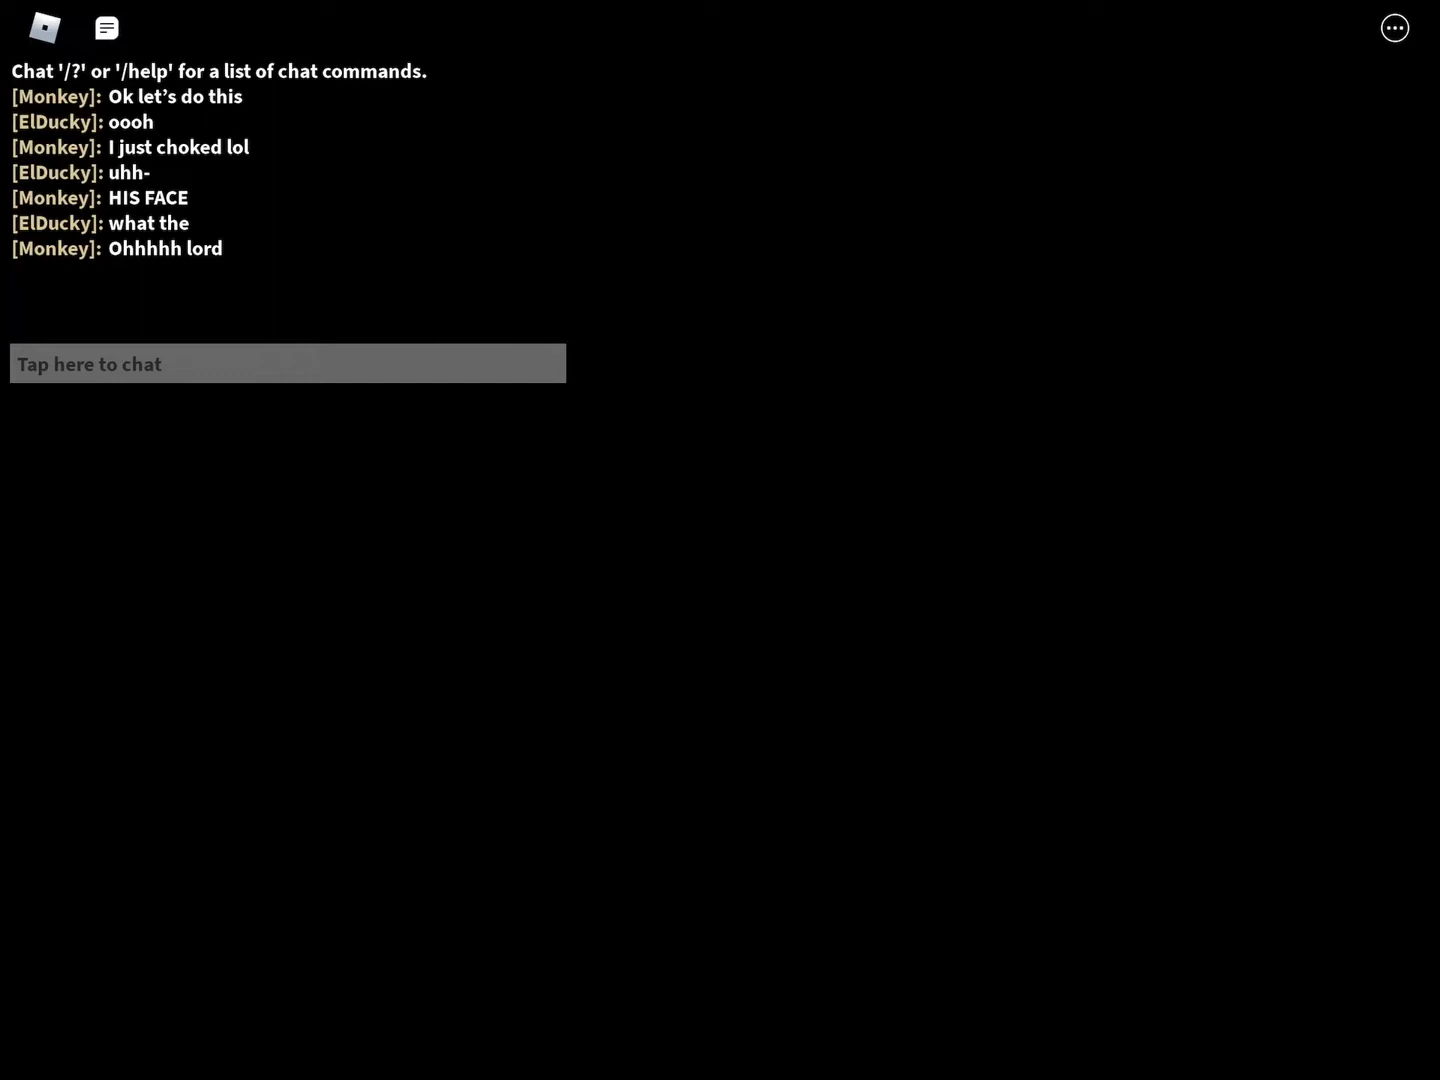 Chat '/?' or '/help' for a list of chat commands.
[Monkey]: Ok let’s do this
[ElDucky]: oooh
[Monkey]: I just choked lol
[ElDucky]: uhh-
[Monkey]: HIS FACE
[ElDucky]: what the
[Monkey]: Ohhhhh lord
Tap here to chat